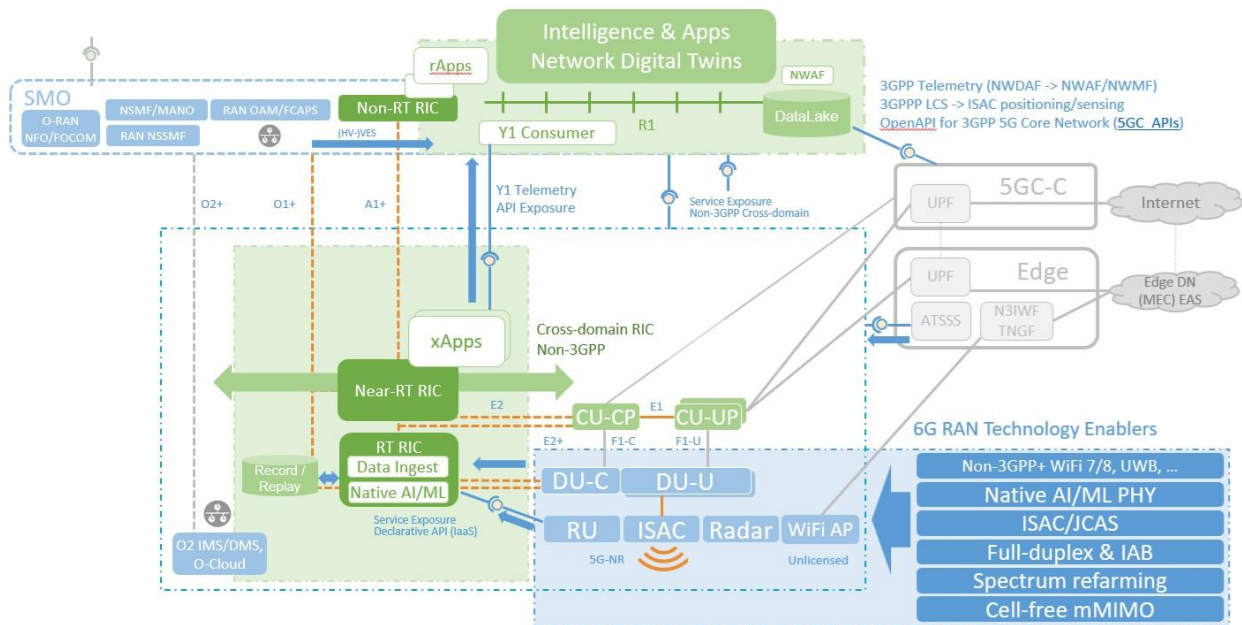 Intelligence & Apps
Network Digital Twins
rApps
NWAF
SMO
O-RAN
NFO/FOCOM
NSMF/MANO
RAN OAM/FCAPS
RAN NSSMF
Non-RT RIC
(HV-)VES
Y1 Consumer
R1
DataLake
3GPP Telemetry (NWDAF -> NWAF/NWMF)
3GPPP LCS -> ISAC positioning/sensing
OpenAPI for 3GPP 5G Core Network (5GC APIs)
O2+
O1+
A1+
Y1 Telemetry
API Exposure
Service Exposure
Non-3GPP Cross-domain
5GC-C
UPF
Internet
Edge
UPF
ATSSS
N3IWF
TNGF
Edge DN
(MEC) EAS
xApps
Cross-domain RIC
Non-3GPP
Near-RT RIC
E2
CU-CP
E1
CU-UP
E2+
F1-C
F1-U
RT RIC
Data Ingest
Native AI/ML
Record /
Replay
Service Exposure
Declarative API (IaaS)
O2 IMS/DMS,
O-Cloud
DU-C
DU-U
RU
ISAC
Radar
WiFi AP
5G-NR
Unlicensed
6G RAN Technology Enablers
Non-3GPP+ WiFi 7/8, UWB, ...
Native AI/ML PHY
ISAC/JCAS
Full-duplex & IAB
Spectrum refarming
Cell-free mMIMO